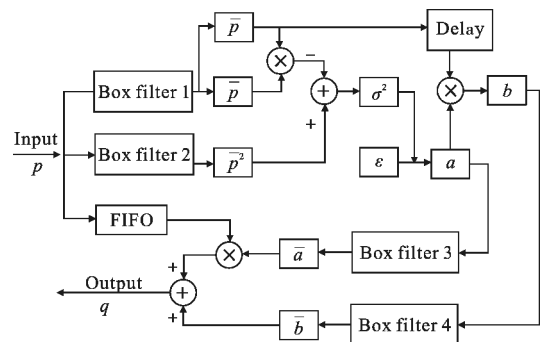 p̅
Delay
×
−
Box filter 1
p̅
+
σ²
×
b
Input
p
+
Box filter 2
p̅²
ε
a
FIFO
×
a̅
Box filter 3
+
Output
q
+
+
b̅
Box filter 4